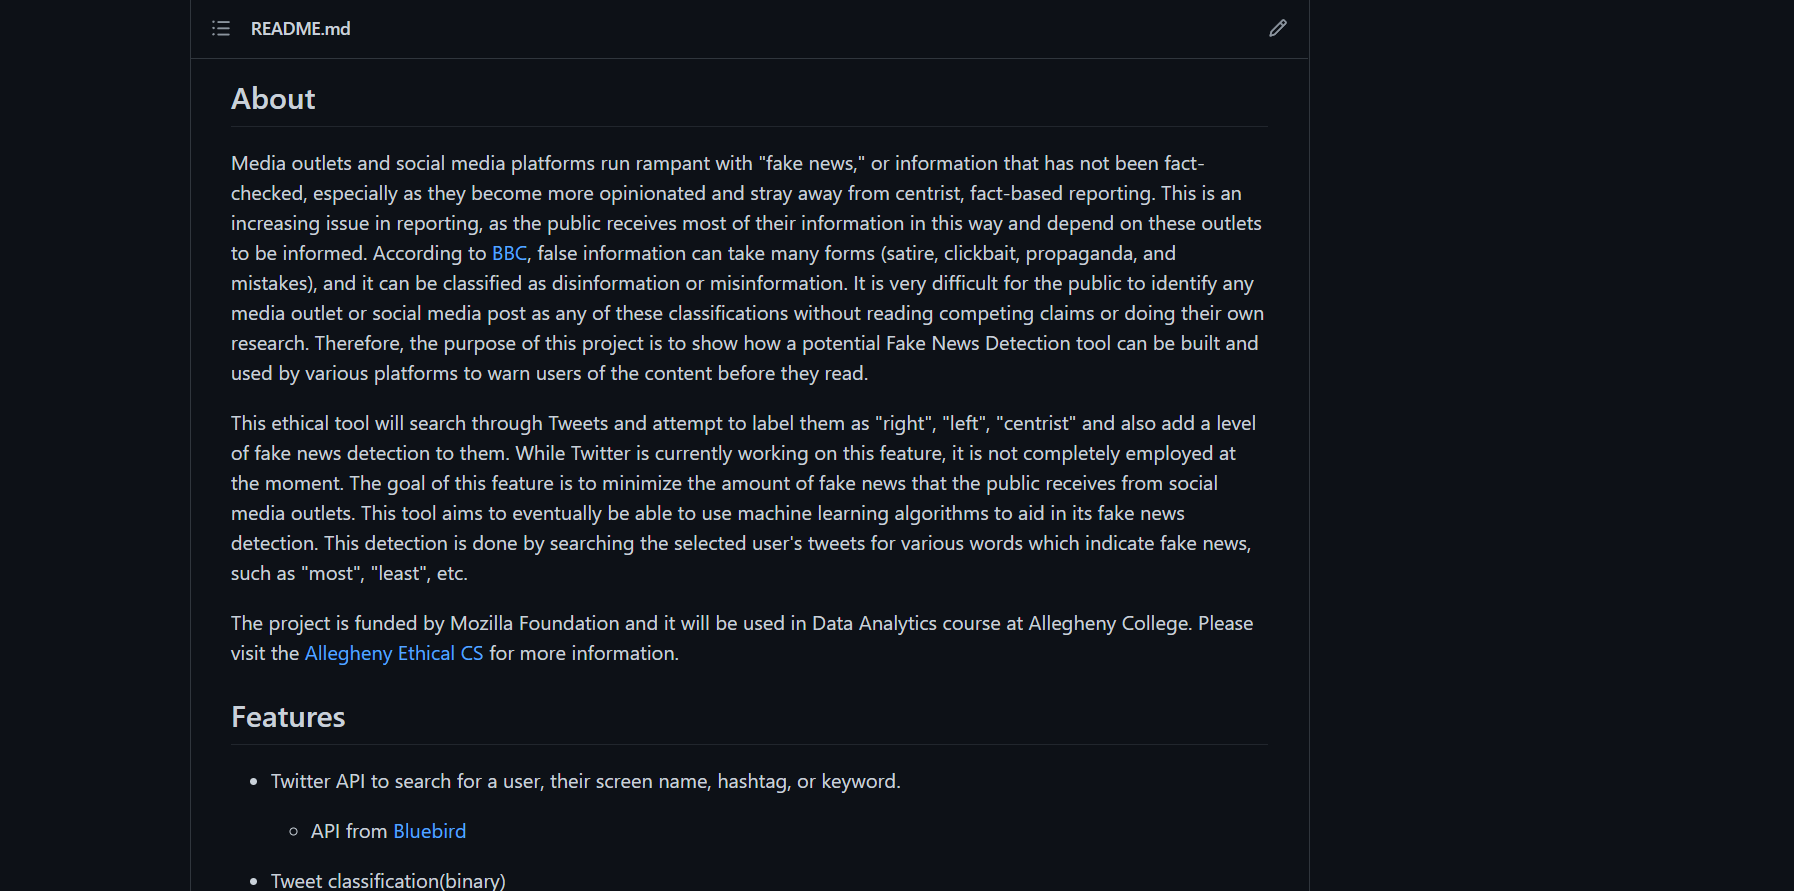 README.md
About
Media outlets and social media platforms run rampant with "fake news," or information that has not been fact-
checked, especially as they become more opinionated and stray away from centrist, fact-based reporting. This is an
increasing issue in reporting, as the public receives most of their information in this way and depend on these outlets
to be informed. According to BBC, false information can take many forms (satire, clickbait, propaganda, and
mistakes), and it can be classified as disinformation or misinformation. It is very difficult for the public to identify any
media outlet or social media post as any of these classifications without reading competing claims or doing their own
research. Therefore, the purpose of this project is to show how a potential Fake News Detection tool can be built and
used by various platforms to warn users of the content before they read.
This ethical tool will search through Tweets and attempt to label them as "right", "left", "centrist" and also add a level
of fake news detection to them. While Twitter is currently working on this feature, it is not completely employed at
the moment. The goal of this feature is to minimize the amount of fake news that the public receives from social
media outlets. This tool aims to eventually be able to use machine learning algorithms to aid in its fake news
detection. This detection is done by searching the selected user's tweets for various words which indicate fake news,
such as "most", "least", etc.
The project is funded by Mozilla Foundation and it will be used in Data Analytics course at Allegheny College. Please
visit the Allegheny Ethical CS for more information.
Features
• Twitter API to search for a user, their screen name, hashtag, or keyword.
○ API from Bluebird
• Tweet classification(binary)